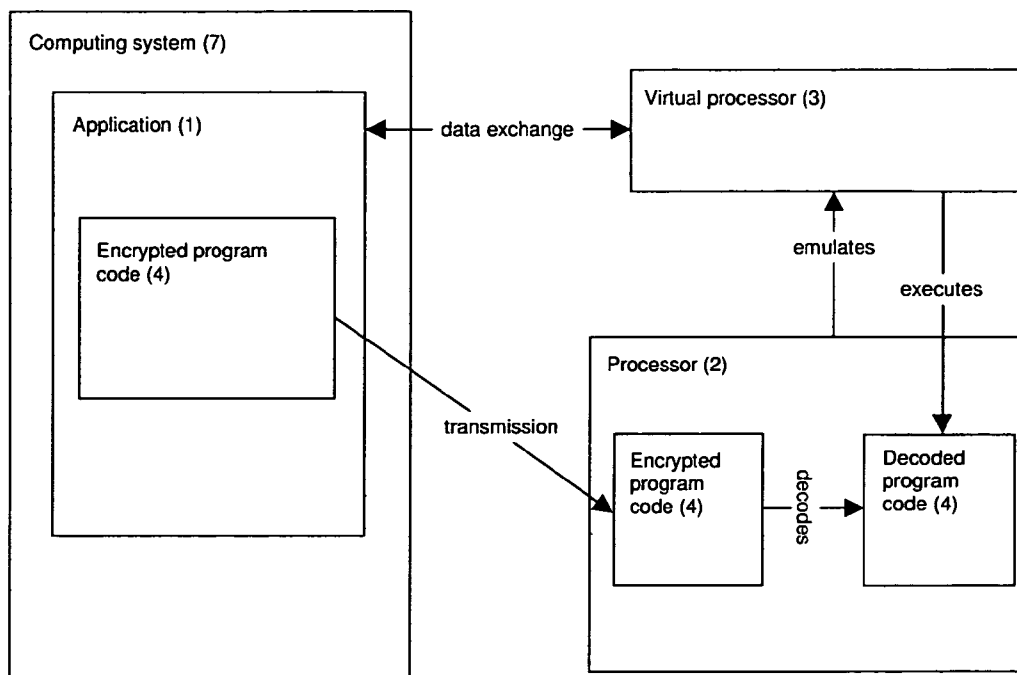 Computing system (7)
Application (1)
Encrypted program
code (4)
data exchange
Virtual processor (3)
emulates
executes
transmission
Processor (2)
Encrypted
program
code (4)
decodes
Decoded
program
code (4)